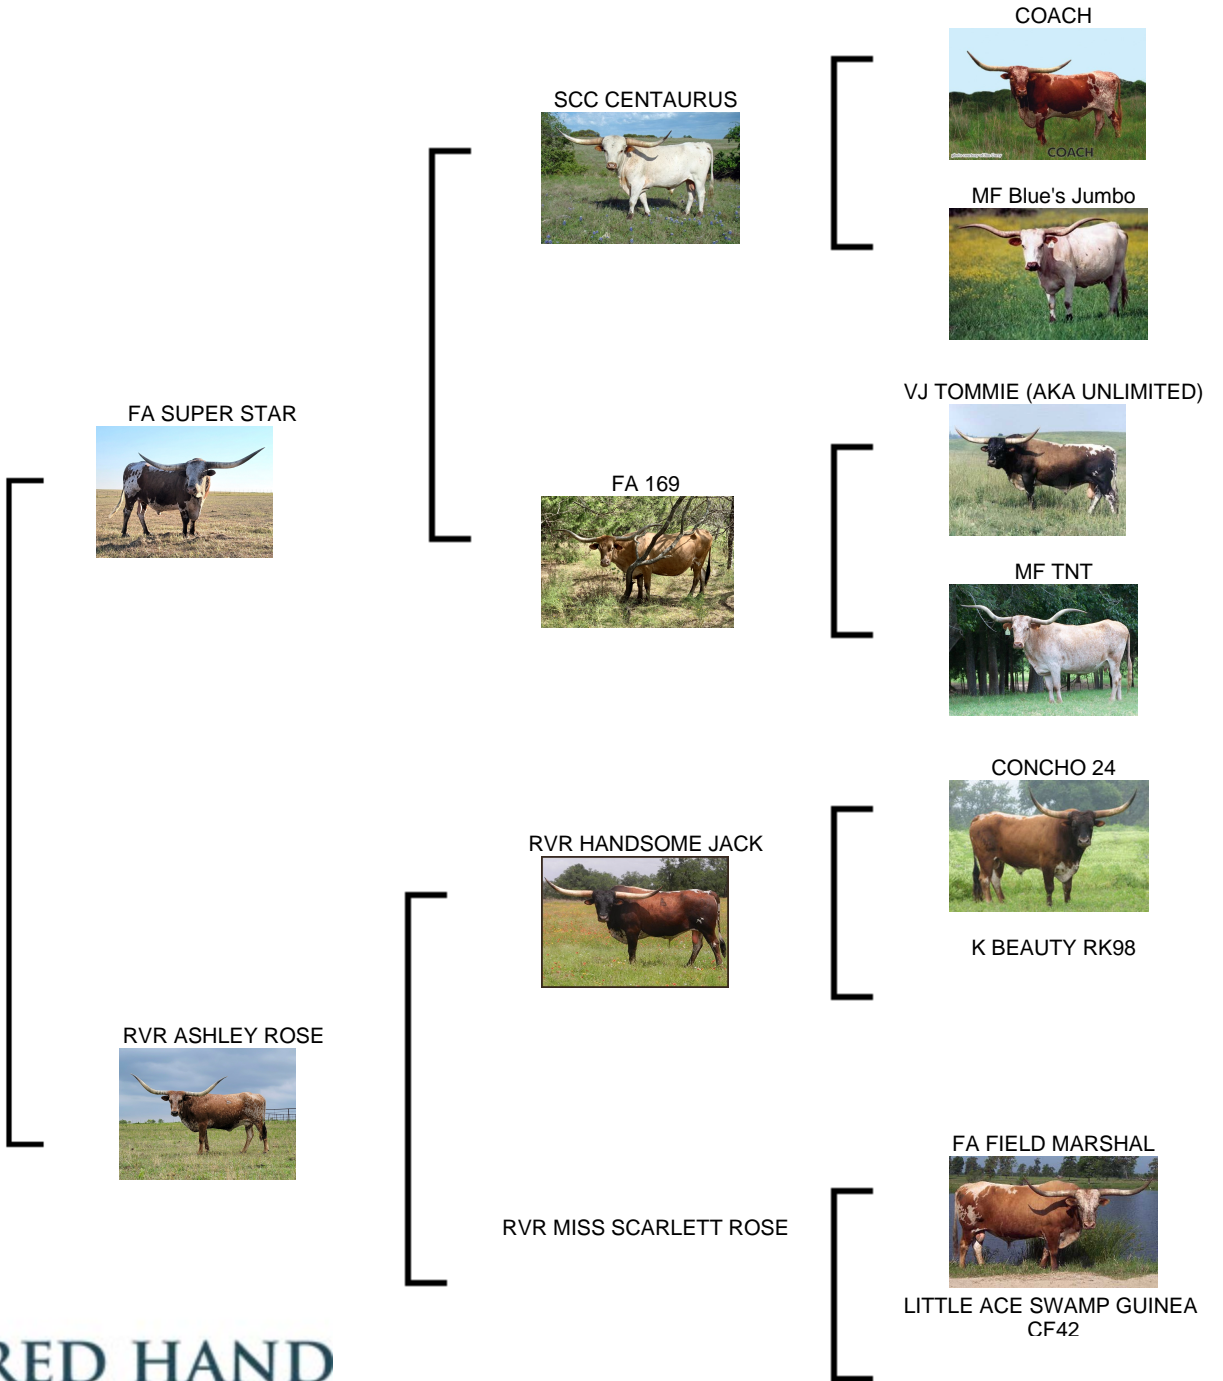 COACH
SCC CENTAURUS
COACH
MF Blue's Jumbo
VJ TOMMIE (AKA UNLIMITED)
FA SUPER STAR
FA 169
MF TNT
CONCHO 24
RVR HANDSOME JACK
K BEAUTY RK98
RVR ASHLEY ROSE
FA FIELD MARSHAL
RVR MISS SCARLETT ROSE
LITTLE ACE SWAMP GUINEA
CF42
RED HAND